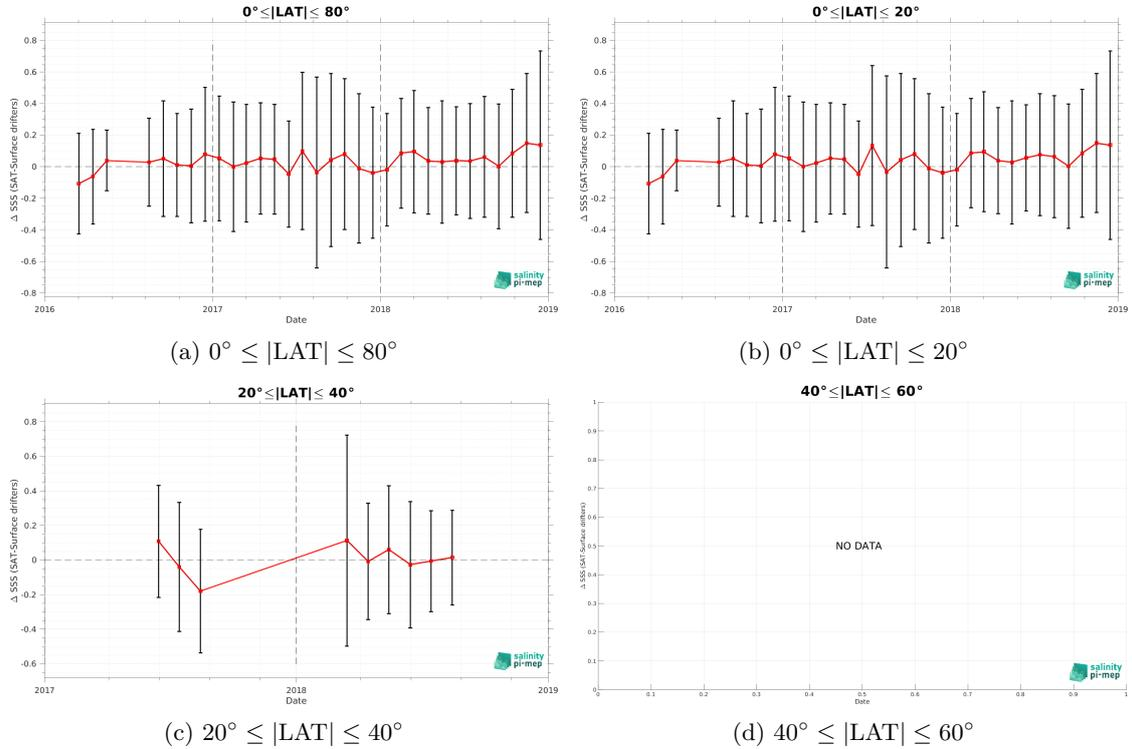 0°≤|LAT|≤ 80°
Δ SSS (SAT-Surface drifters)
0.8
0.6
0.4
0.2
0
-0.2
-0.4
-0.6
-0.8
2016
2017
2018
2019
Date
salinity
pi-mep
(a) 0° ≤ |LAT| ≤ 80°
0°≤|LAT|≤ 20°
Δ SSS (SAT-Surface drifters)
0.8
0.6
0.4
0.2
0
-0.2
-0.4
-0.6
-0.8
2016
2017
2018
2019
Date
salinity
pi-mep
(b) 0° ≤ |LAT| ≤ 20°
20°≤|LAT|≤ 40°
Δ SSS (SAT-Surface drifters)
0.8
0.6
0.4
0.2
0
-0.2
-0.4
-0.6
2017
2018
2019
Date
salinity
pi-mep
(c) 20° ≤ |LAT| ≤ 40°
40°≤|LAT|≤ 60°
Δ SSS (SAT-Surface drifters)
1
0.9
0.8
0.7
0.6
0.5
0.4
0.3
0.2
0.1
0
NO DATA
0
0.1
0.2
0.3
0.4
0.5
0.6
0.7
0.8
0.9
1
Date
salinity
pi-mep
(d) 40° ≤ |LAT| ≤ 60°